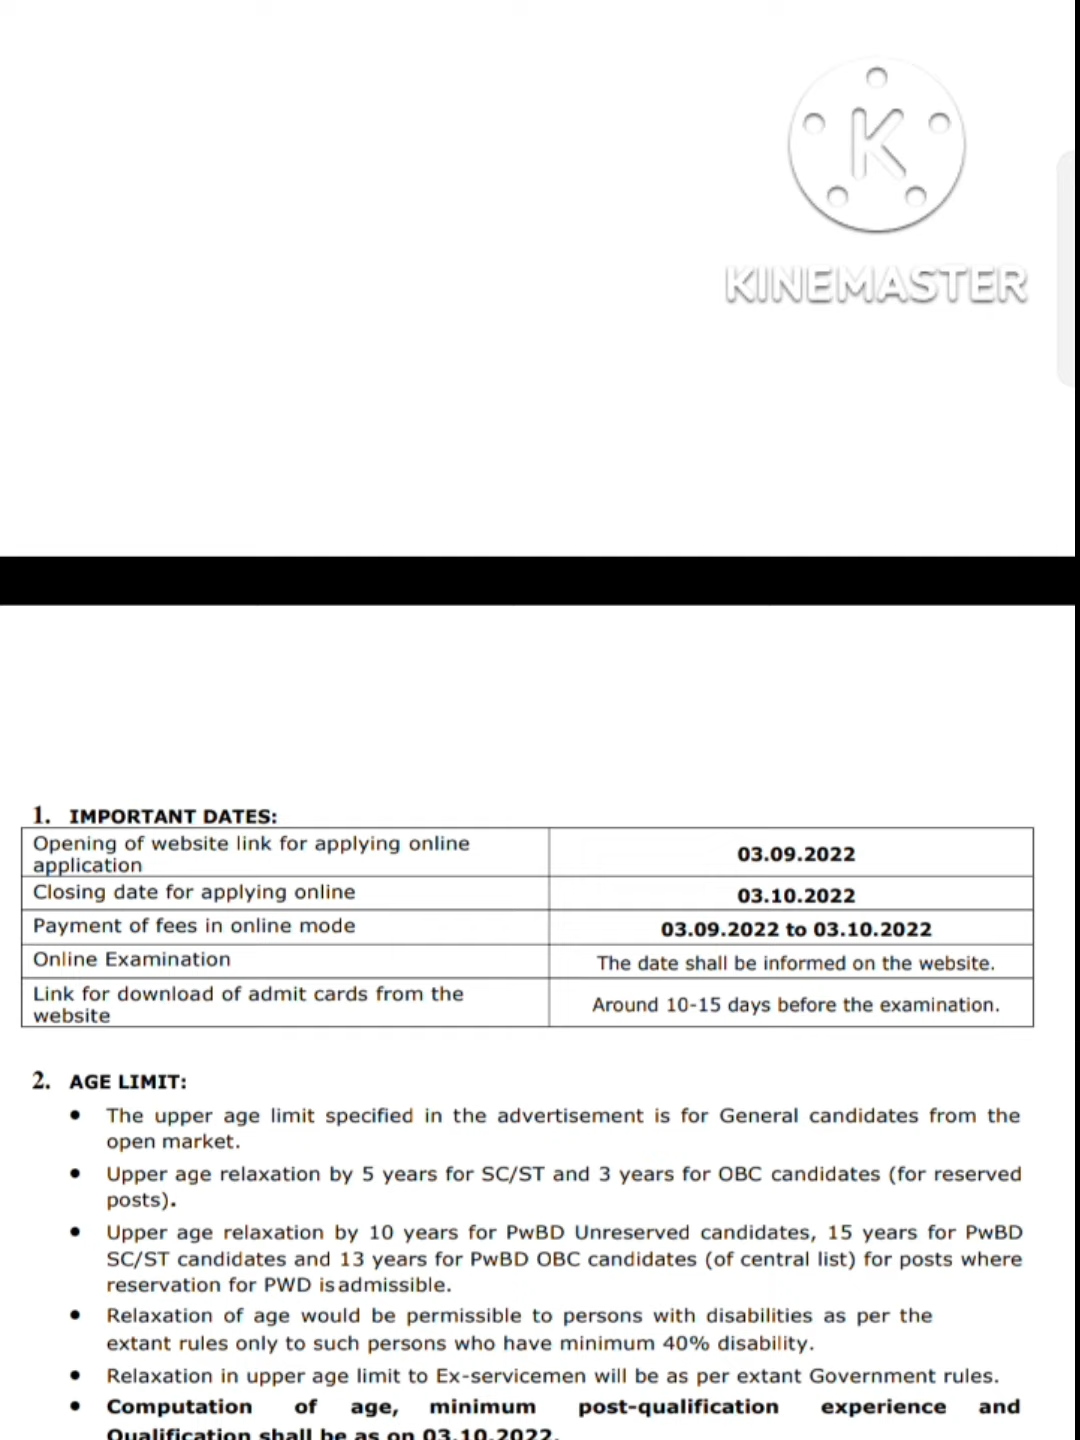 K
KINEMASTER
1. IMPORTANT DATES:
Opening of website link for applying online
application
03.09.2022
Closing date for applying online
03.10.2022
Payment of fees in online mode
03.09.2022 to 03.10.2022
Online Examination
The date shall be informed on the website.
Link for download of admit cards from the
website
Around 10-15 days before the examination.
2. AGE LIMIT:
• The upper age limit specified in the advertisement is for General candidates from the
open market.
• Upper age relaxation by 5 years for SC/ST and 3 years for OBC candidates (for reserved
posts).
• Upper age relaxation by 10 years for PwBD Unreserved candidates, 15 years for PwBD
SC/ST candidates and 13 years for PwBD OBC candidates (of central list) for posts where
reservation for PWD is admissible.
• Relaxation of age would be permissible to persons with disabilities as per the
extant rules only to such persons who have minimum 40% disability.
• Relaxation in upper age limit to Ex-servicemen will be as per extant Government rules.
• Computation of age, minimum post-qualification experience and
Qualification shall be as on 03.10.2022.